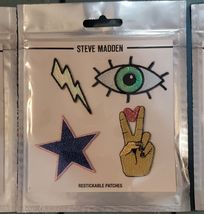 STEVE MADDEN
RESTICKABLE PATCHES